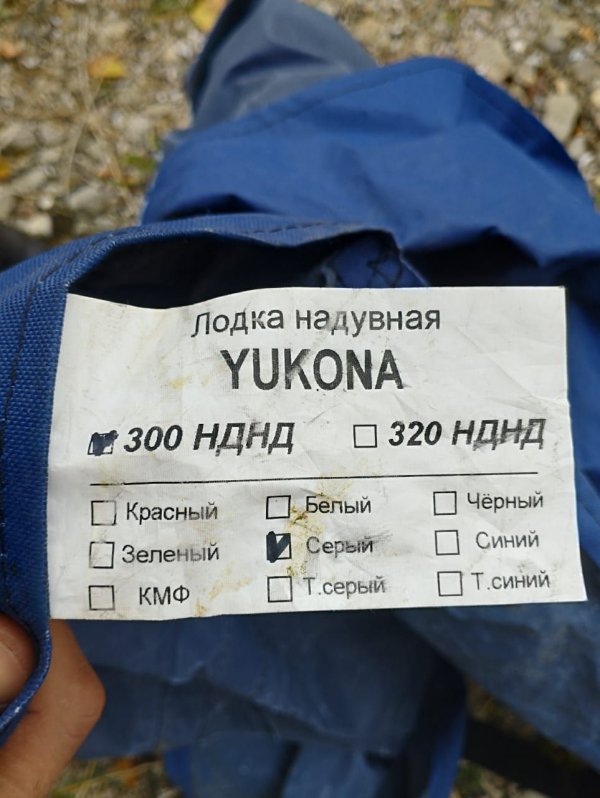 Лодка надувная
YUKONA
300 НДНД 320 НДНД
Красный Белый Чёрный
Зеленый Серый Синий
КМФ Т.серый Т.синий